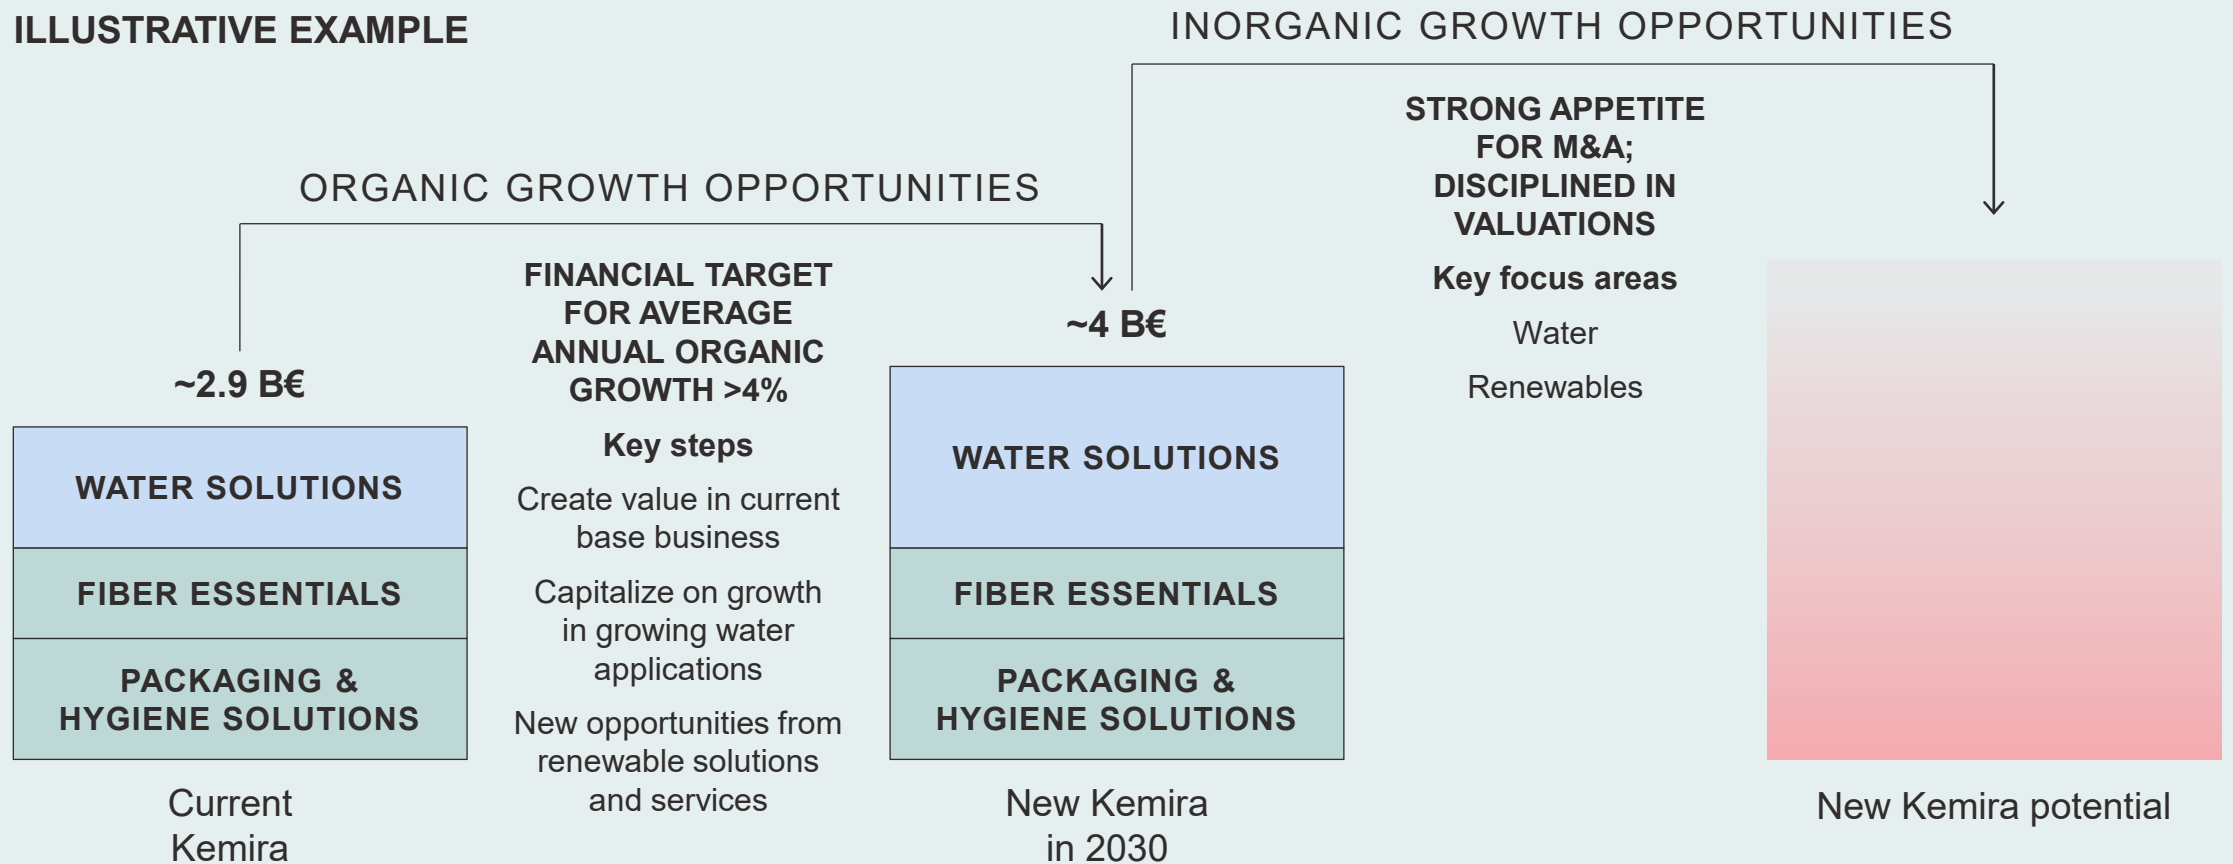 ILLUSTRATIVE EXAMPLE
INORGANIC GROWTH OPPORTUNITIES
ORGANIC GROWTH OPPORTUNITIES
~2.9 B€
WATER SOLUTIONS
FIBER ESSENTIALS
PACKAGING &
HYGIENE SOLUTIONS
Current
Kemira
FINANCIAL TARGET
FOR AVERAGE
ANNUAL ORGANIC
GROWTH >4%
Key steps
Create value in current
base business
Capitalize on growth
in growing water
applications
New opportunities from
renewable solutions
and services
~4 B€
WATER SOLUTIONS
FIBER ESSENTIALS
PACKAGING &
HYGIENE SOLUTIONS
New Kemira
in 2030
STRONG APPETITE
FOR M&A;
DISCIPLINED IN
VALUATIONS
Key focus areas
Water
Renewables
New Kemira potential